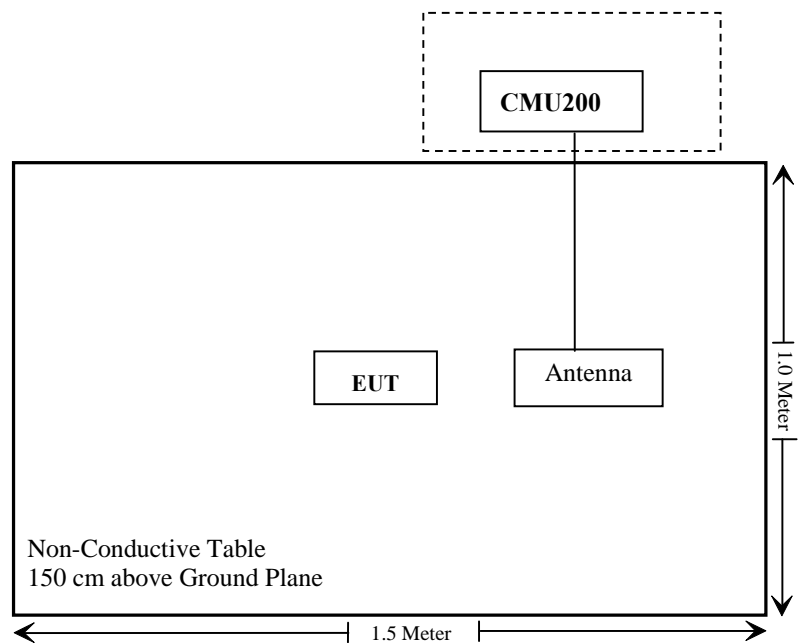 CMU200
EUT
Antenna
1.0 Meter
Non-Conductive Table
150 cm above Ground Plane
1.5 Meter